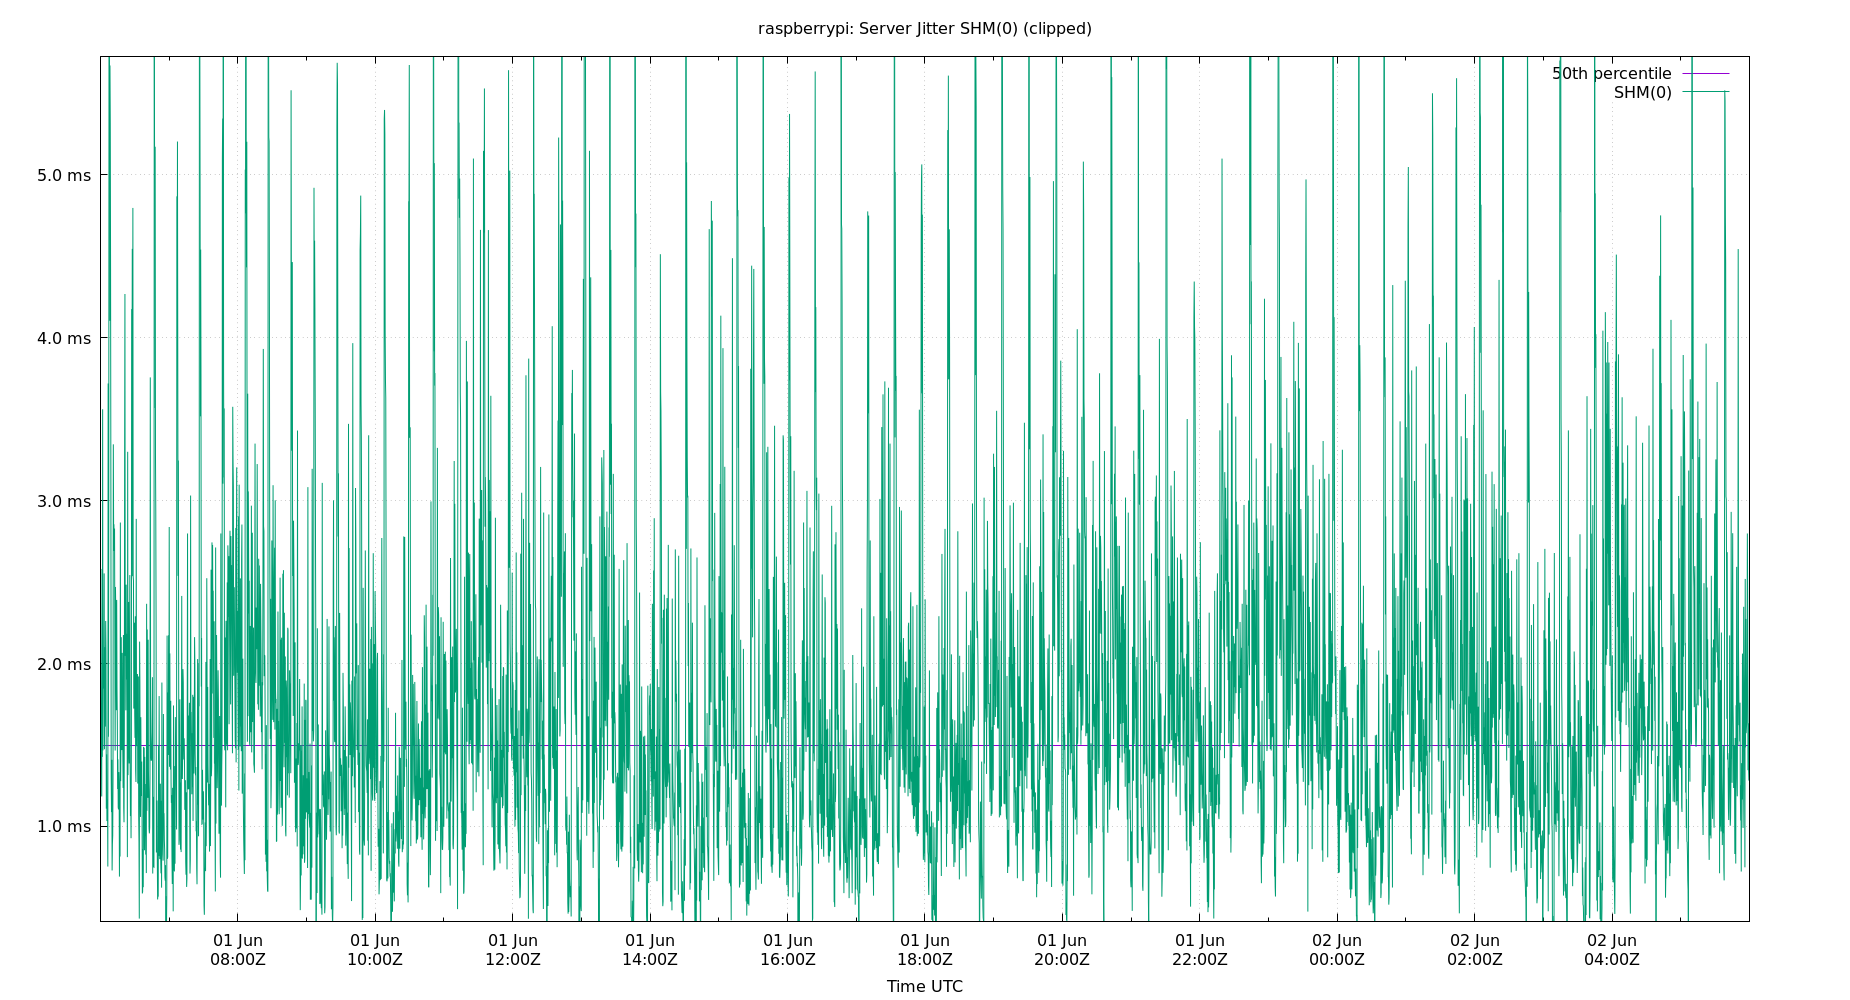 raspberrypi: Server Jitter SHM(0) (clipped)
50th percentile
SHM(0)
5.0 ms
4.0 ms
3.0 ms
2.0 ms
1.0 ms
01 Jun 01 Jun 01 Jun 01 Jun 01 Jun 01 Jun 01 Jun 01 Jun 02 Jun 02 Jun 02 Jun
08:00Z 10:00Z 12:00Z 14:00Z 16:00Z 18:00Z 20:00Z 22:00Z 00:00Z 02:00Z 04:00Z
Time UTC